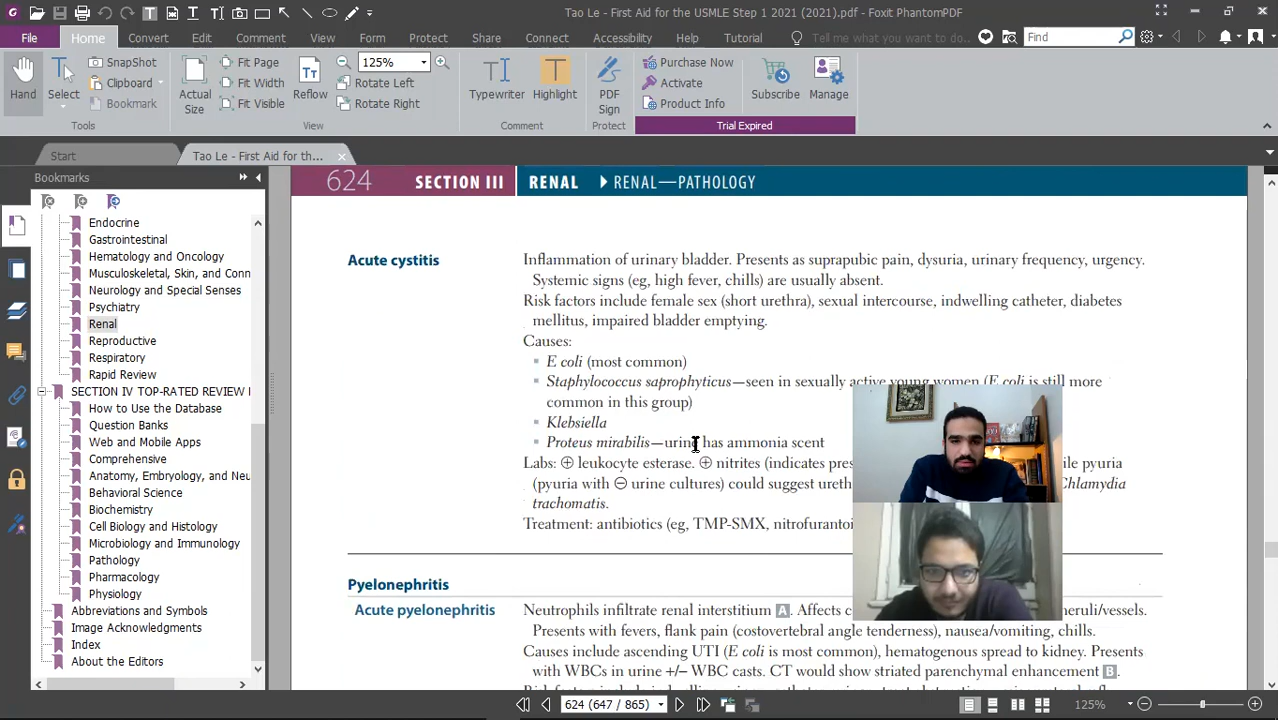 Tao Le - First Aid for the USMLE Step 1 2021 (2021).pdf - Foxit PhantomPDF
File Home Convert Edit Comment View Form Protect Share Connect Accessibility Help Tutorial Tell me what you want to do... Find
Hand
Select
SnapShot
Clipboard
Bookmark
Tools
Actual Size
Fit Page
Fit Width
Fit Visible
Reflow
125%
Rotate Left
Rotate Right
View
Typewriter
Highlight
Comment
PDF Sign
Protect
Purchase Now
Activate
Product Info
Subscribe
Manage
Trial Expired
Start
Tao Le - First Aid for th...
Bookmarks
Endocrine
Gastrointestinal
Hematology and Oncology
Musculoskeletal, Skin, and Conn
Neurology and Special Senses
Psychiatry
Renal
Reproductive
Respiratory
Rapid Review
SECTION IV TOP-RATED REVIEW
How to Use the Database
Question Banks
Web and Mobile Apps
Comprehensive
Anatomy, Embryology, and Neu
Behavioral Science
Biochemistry
Cell Biology and Histology
Microbiology and Immunology
Pathology
Pharmacology
Physiology
Abbreviations and Symbols
Image Acknowledgments
Index
About the Editors
624 SECTION III RENAL ▶ RENAL—PATHOLOGY
Acute cystitis
Inflammation of urinary bladder. Presents as suprapubic pain, dysuria, urinary frequency, urgency.
Systemic signs (eg, high fever, chills) are usually absent.
Risk factors include female sex (short urethra), sexual intercourse, indwelling catheter, diabetes
mellitus, impaired bladder emptying.
Causes:
▪ E coli (most common)
▪ Staphylococcus saprophyticus—seen in sexually active young women (E coli is still more
common in this group)
▪ Klebsiella
▪ Proteus mirabilis—urine has ammonia scent
Labs: ⊕ leukocyte esterase. ⊕ nitrites (indicates pyuria
(pyuria with ⊖ urine cultures) could suggest Chlamydia
trachomatis.
Treatment: antibiotics (eg, TMP-SMX,
Pyelonephritis
Acute pyelonephritis
Neutrophils infiltrate renal interstitium A. Affects
Presents with fevers, flank pain (costovertebral angle tenderness), nausea/vomiting, chills.
Causes include ascending UTI (E coli is most common), hematogenous spread to kidney. Presents
with WBCs in urine +/− WBC casts. CT would show striated parenchymal enhancement B.
624 (647 / 865)
125%